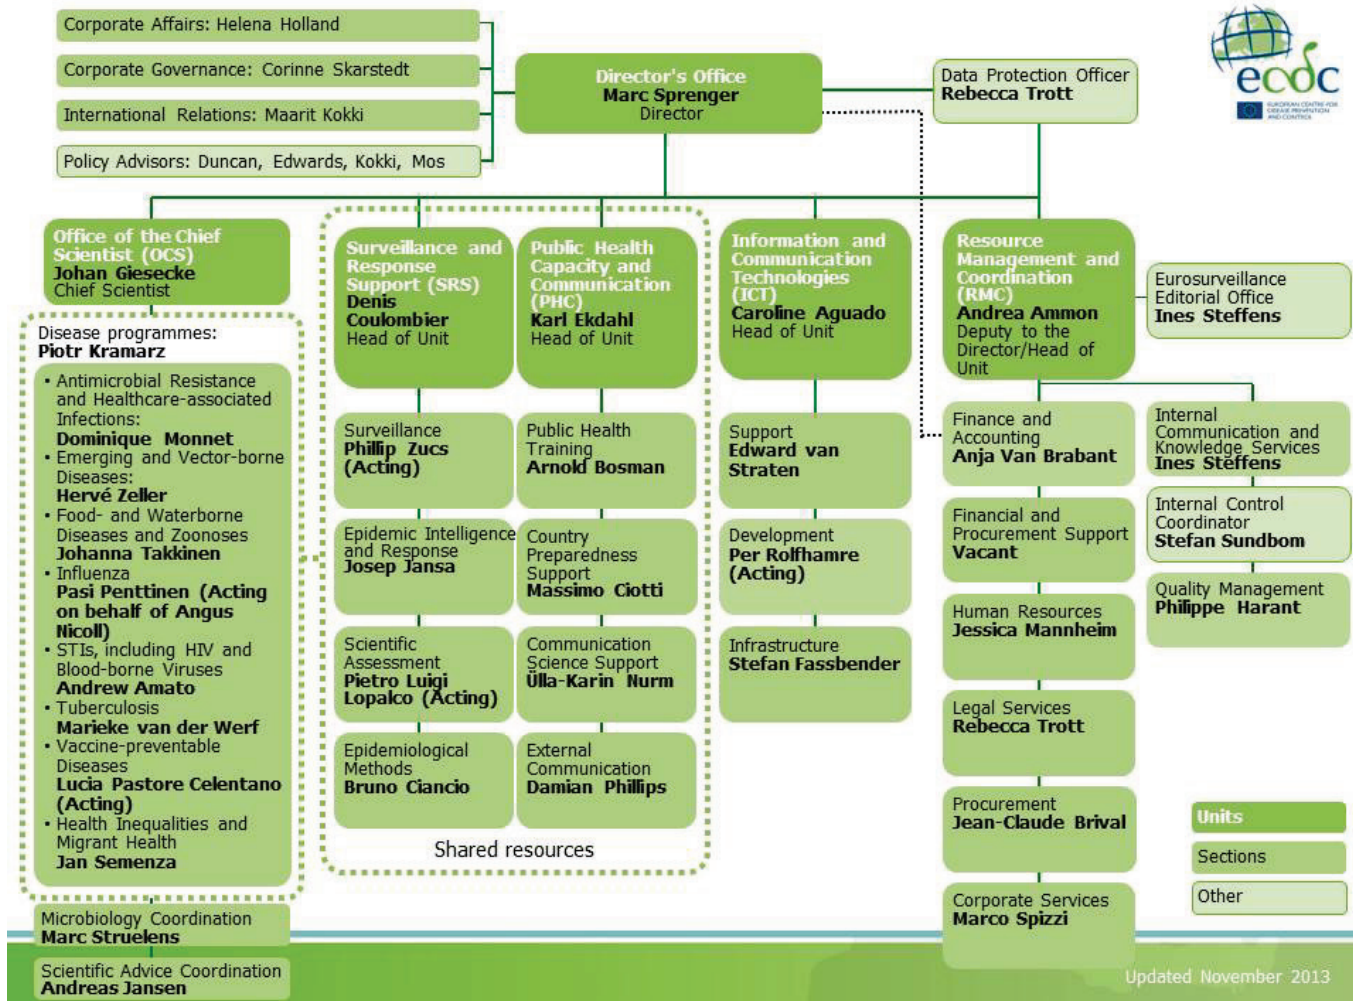 Corporate Affairs: Helena Holland
Corporate Governance: Corinne Skarstedt
International Relations: Maarit Kokki
Policy Advisors: Duncan, Edwards, Kokki, Mos
Director's Office
Marc Sprenger
Director
Data Protection Officer
Rebecca Trott
ecdc
EUROPEAN CENTRE FOR
DISEASE PREVENTION
AND CONTROL
Office of the Chief
Scientist (OCS)
Johan Giesecke
Chief Scientist
Disease programmes:
Piotr Kramarz
• Antimicrobial Resistance
and Healthcare-associated
Infections:
Dominique Monnet
• Emerging and Vector-borne
Diseases:
Hervé Zeller
• Food- and Waterborne
Diseases and Zoonoses
Johanna Takkinen
• Influenza
Pasi Penttinen (Acting
on behalf of Angus
Nicoll)
• STIs, including HIV and
Blood-borne Viruses
Andrew Amato
• Tuberculosis
Marieke van der Werf
• Vaccine-preventable
Diseases
Lucia Pastore Celentano
(Acting)
• Health Inequalities and
Migrant Health
Jan Semenza
Microbiology Coordination
Marc Struelens
Scientific Advice Coordination
Andreas Jansen
Surveillance and
Response
Support (SRS)
Denis
Coulombier
Head of Unit
Surveillance
Phillip Zucs
(Acting)
Epidemic Intelligence
and Response
Josep Jansa
Scientific
Assessment
Pietro Luigi
Lopalco (Acting)
Epidemiological
Methods
Bruno Ciancio
Public Health
Capacity and
Communication
(PHC)
Karl Ekdahl
Head of Unit
Public Health
Training
Arnold Bosman
Country
Preparedness
Support
Massimo Ciotti
Communication
Science Support
Ülla-Karin Nurm
External
Communication
Damian Phillips
Shared resources
Information and
Communication
Technologies
(ICT)
Caroline Aguado
Head of Unit
Support
Edward van
Straten
Development
Per Rolfhamre
(Acting)
Infrastructure
Stefan Fassbender
Resource
Management and
Coordination
(RMC)
Andrea Ammon
Deputy to the
Director/Head of
Unit
Eurosurveillance
Editorial Office
Ines Steffens
Finance and
Accounting
Anja Van Brabant
Financial and
Procurement Support
Vacant
Human Resources
Jessica Mannheim
Legal Services
Rebecca Trott
Procurement
Jean-Claude Brival
Corporate Services
Marco Spizzi
Internal
Communication and
Knowledge Services
Ines Steffens
Internal Control
Coordinator
Stefan Sundbom
Quality Management
Philippe Harant
Units
Sections
Other
Updated November 2013